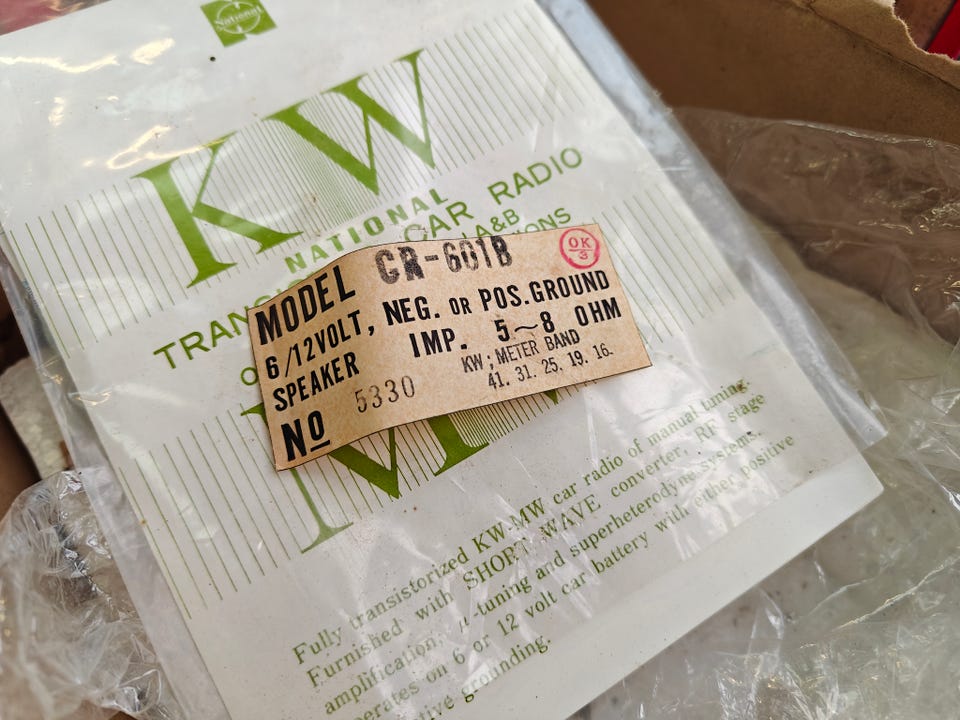 National
KW
NATIONAL
CAR RADIO
A&B
MODEL CR-601B
OK
3
6/12VOLT, NEG. OR POS. GROUND
SPEAKER IMP. 5~8 OHM
KW; METER BAND
41. 31. 25. 19. 16.
No 5330
Fully transistorized KW/MW car radio of manual tuning.
Furnished with SHORT WAVE converter, RF stage
amplification, μ-tuning and superheterodyne systems.
on 6 or 12 volt car battery with either positive
grounding.